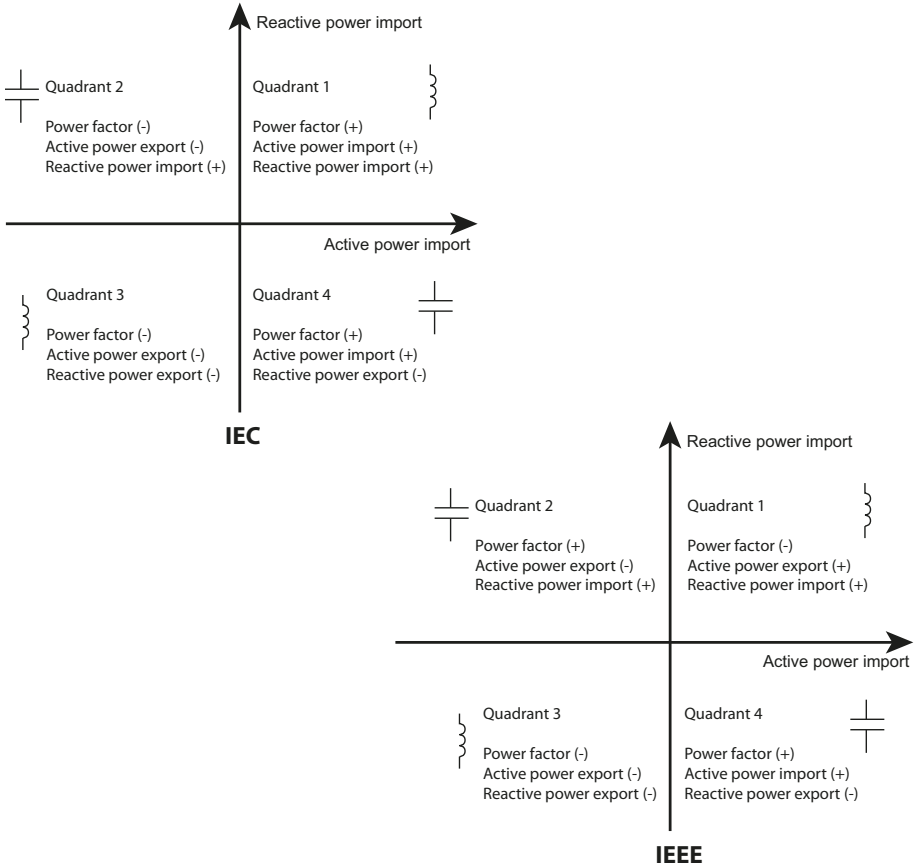 Reactive power import
Quadrant 2
Power factor (-)
Active power export (-)
Reactive power import (+)
Quadrant 1
Power factor (+)
Active power import (+)
Reactive power import (+)
Active power import
Quadrant 3
Power factor (-)
Active power export (-)
Reactive power export (-)
Quadrant 4
Power factor (+)
Active power import (+)
Reactive power export (-)
IEC
Reactive power import
Quadrant 2
Power factor (+)
Active power export (-)
Reactive power import (+)
Quadrant 1
Power factor (-)
Active power export (+)
Reactive power import (+)
Active power import
Quadrant 3
Power factor (-)
Active power export (-)
Reactive power export (-)
Quadrant 4
Power factor (+)
Active power import (+)
Reactive power export (-)
IEEE